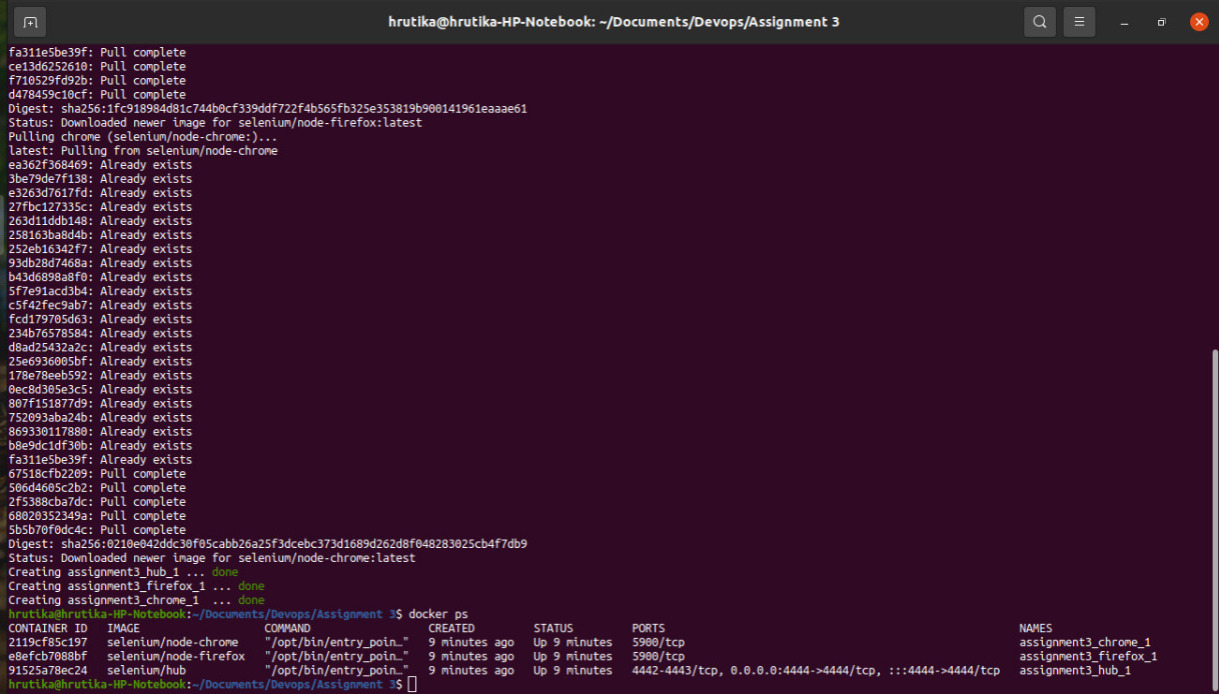 hrutika@hrutika-HP-Notebook: ~/Documents/Devops/Assignment 3
fa311e5be39f: Pull complete
ce13d6252610: Pull complete
f710529fd92b: Pull complete
d478459c10cf: Pull complete
Digest: sha256:1fc918984d81c744b0cf339ddf722f4b565fb325e353819b900141961eaaae61
Status: Downloaded newer image for selenium/node-firefox:latest
Pulling chrome (selenium/node-chrome:)...
latest: Pulling from selenium/node-chrome
ea362f368469: Already exists
3be79de7f138: Already exists
e3263d7617fd: Already exists
27fbc127335c: Already exists
263d11ddb148: Already exists
258163ba8d4b: Already exists
252eb16342f7: Already exists
93db28d7468a: Already exists
b43d6898a8f0: Already exists
5f7e91acd3b4: Already exists
c5f42fec9ab7: Already exists
fcd179705d63: Already exists
234b76578584: Already exists
d8ad25432a2c: Already exists
25e6936005bf: Already exists
178e78eeb592: Already exists
0ec8d305e3c5: Already exists
807f151877d9: Already exists
752093aba24b: Already exists
869330117880: Already exists
b8e9dc1df30b: Already exists
fa311e5be39f: Already exists
67518cfb2209: Pull complete
506d4605c2b2: Pull complete
2f5388cba7dc: Pull complete
68020352349a: Pull complete
5b5b70f0dc4c: Pull complete
Digest: sha256:0210e042ddc30f05cabb26a25f3dcebc373d1689d262d8f048283025cb4f7db9
Status: Downloaded newer image for selenium/node-chrome:latest
Creating assignment3_hub_1 ... done
Creating assignment3_firefox_1 ... done
Creating assignment3_chrome_1  ... done
hrutika@hrutika-HP-Notebook:~/Documents/Devops/Assignment 3$ docker ps
CONTAINER ID   IMAGE                   COMMAND                  CREATED         STATUS         PORTS                                                  NAMES
2119cf85c197   selenium/node-chrome    "/opt/bin/entry_poin…"   9 minutes ago   Up 9 minutes   5900/tcp                                               assignment3_chrome_1
e8efcb7088bf   selenium/node-firefox   "/opt/bin/entry_poin…"   9 minutes ago   Up 9 minutes   5900/tcp                                               assignment3_firefox_1
91525a78ec24   selenium/hub            "/opt/bin/entry_poin…"   9 minutes ago   Up 9 minutes   4442-4443/tcp, 0.0.0.0:4444->4444/tcp, :::4444->4444/tcp   assignment3_hub_1
hrutika@hrutika-HP-Notebook:~/Documents/Devops/Assignment 3$